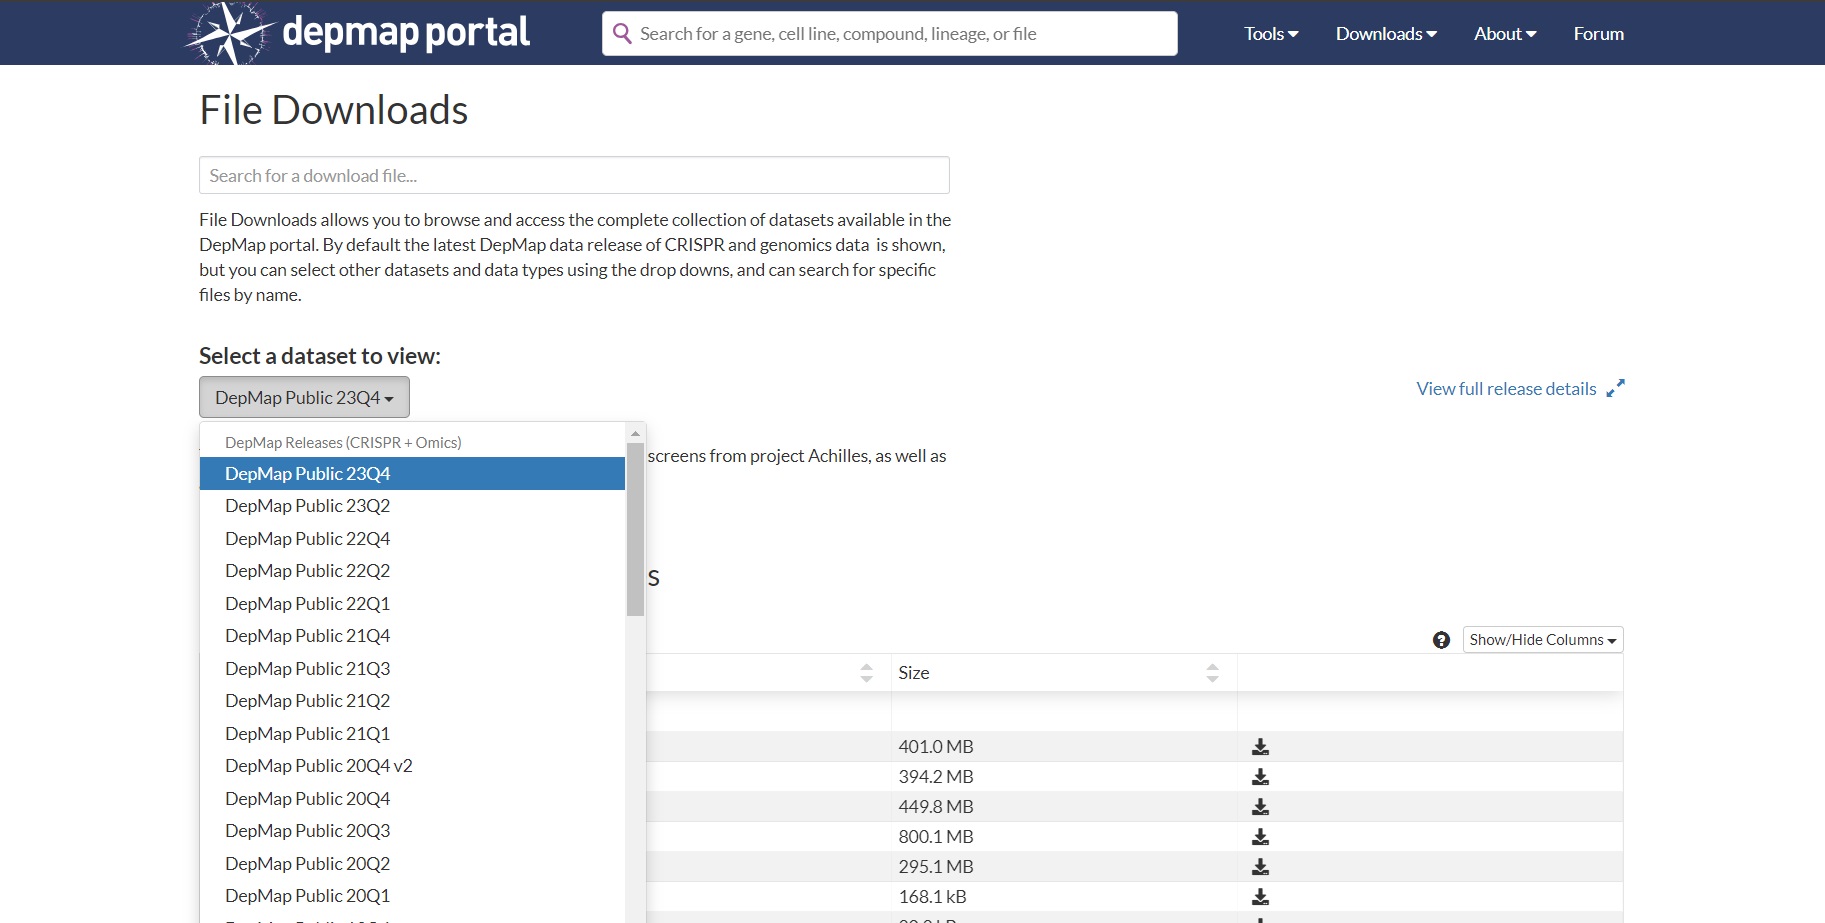 depmap portal
Search for a gene, cell line, compound, lineage, or file
Tools
Downloads
About
Forum
File Downloads
Search for a download file...
File Downloads allows you to browse and access the complete collection of datasets available in the
DepMap portal. By default the latest DepMap data release of CRISPR and genomics data is shown,
but you can select other datasets and data types using the drop downs, and can search for specific
files by name.
Select a dataset to view:
DepMap Public 23Q4
View full release details
DepMap Releases (CRISPR + Omics)
screens from project Achilles, as well as
DepMap Public 23Q4
DepMap Public 23Q2
DepMap Public 22Q4
DepMap Public 22Q2
s
DepMap Public 22Q1
DepMap Public 21Q4
? Show/Hide Columns
DepMap Public 21Q3
Size
DepMap Public 21Q2
DepMap Public 21Q1
401.0 MB
DepMap Public 20Q4 v2
394.2 MB
DepMap Public 20Q4
449.8 MB
DepMap Public 20Q3
800.1 MB
DepMap Public 20Q2
295.1 MB
DepMap Public 20Q1
168.1 kB